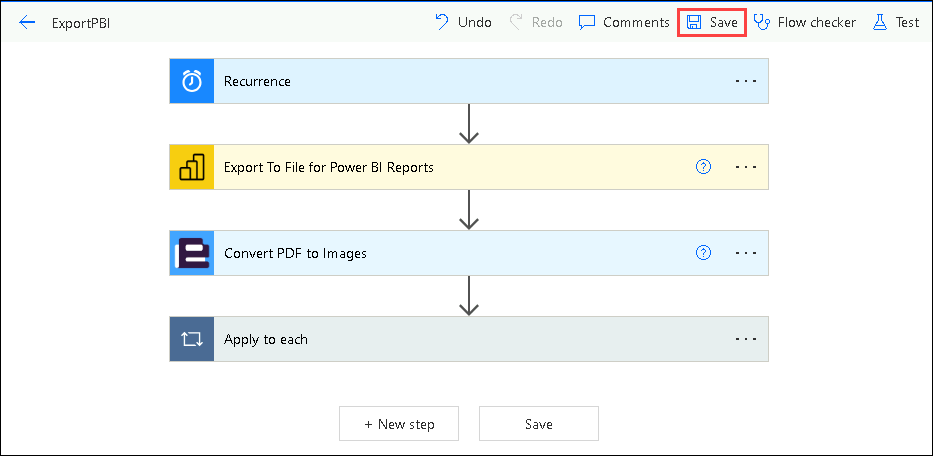 ExportPBI Undo Redo Comments Save Flow checker Test
Recurrence
Export To File for Power BI Reports
Convert PDF to Images
Apply to each
+ New step Save